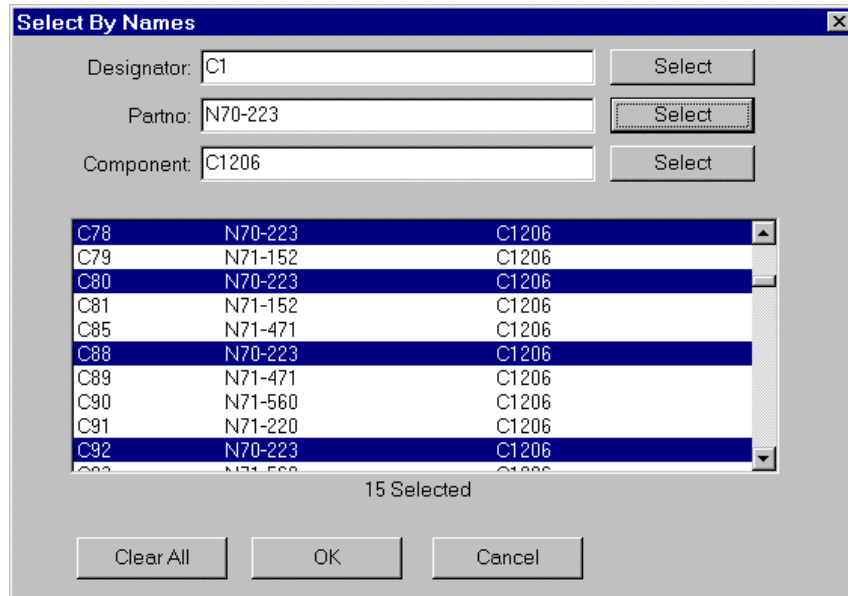 Select By Names
Designator: C1 Select
Partno: N70-223 Select
Component: C1206 Select
C78 N70-223 C1206
C79 N71-152 C1206
C80 N70-223 C1206
C81 N71-152 C1206
C85 N71-471 C1206
C88 N70-223 C1206
C89 N71-471 C1206
C90 N71-560 C1206
C91 N71-220 C1206
C92 N70-223 C1206
15 Selected
Clear All OK Cancel